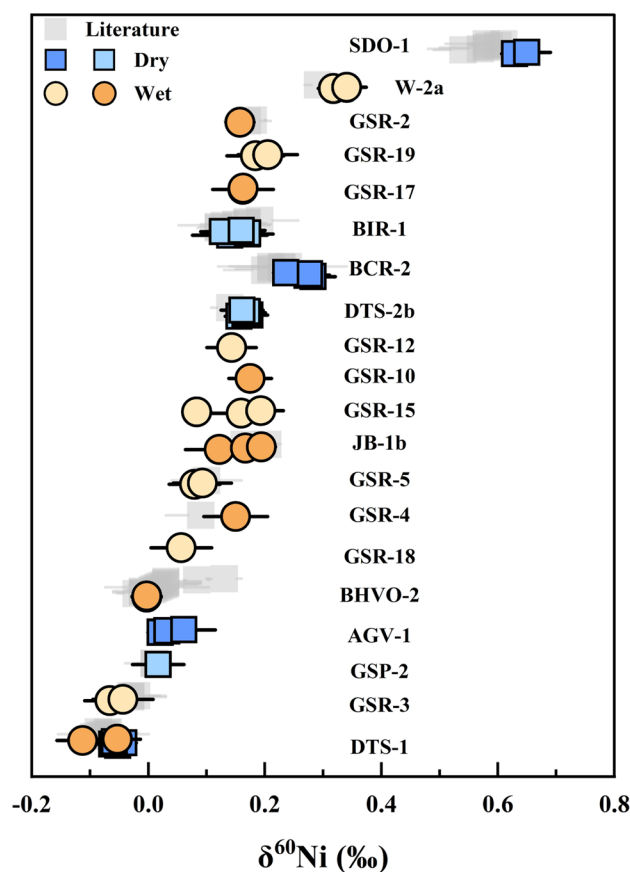 Literature
Dry
Wet
SDO-1
W-2a
GSR-2
GSR-19
GSR-17
BIR-1
BCR-2
DTS-2b
GSR-12
GSR-10
GSR-15
JB-1b
GSR-5
GSR-4
GSR-18
BHVO-2
AGV-1
GSP-2
GSR-3
DTS-1
-0.2 0.0 0.2 0.4 0.6 0.8
δ⁶⁰Ni (‰)